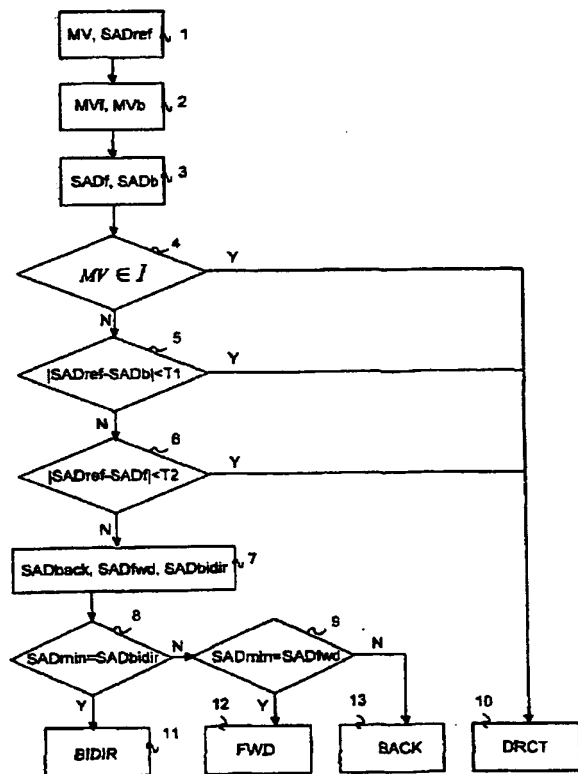 MV, SADref
1
MVf, MVb
2
SADf, SADb
3
4
MV ∈ I
Y
N
5
|SADref-SADb|<T1
Y
N
6
|SADref-SADf|<T2
Y
N
SADback, SADfwd, SADbidir
7
8
SADmin=SADbidir
N
9
SADmin=SADfwd
N
Y
11
BIDIR
12
Y
FWD
13
BACK
10
DRCT